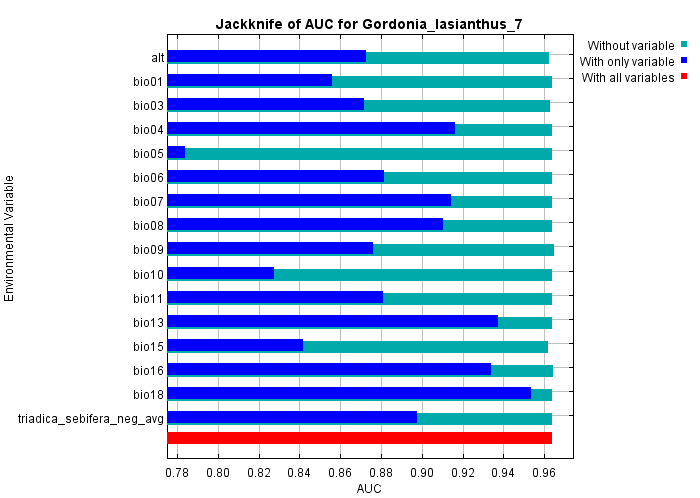 Jackknife of AUC for Gordonia_lasianthus_7
Without variable
With only variable
With all variables
Environmental Variable
alt
bio01
bio03
bio04
bio05
bio06
bio07
bio08
bio09
bio10
bio11
bio13
bio15
bio16
bio18
triadica_sebifera_neg_avg
0.78 0.80 0.82 0.84 0.86 0.88 0.90 0.92 0.94 0.96
AUC